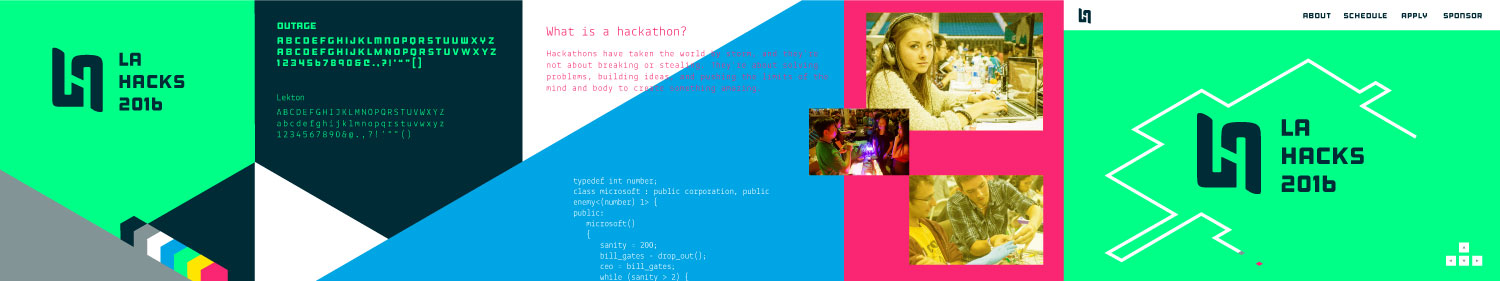 LA
HACKS
2016
OUTAGE
ABCDEFGHIJKLMNOPQRSTUVWXYZ
ABCDEFGHIJKLMNOPQRSTUVWXYZ
1234567890&@.,?!'""[]
Lekton
ABCDEFGHIJKLMNOPQRSTUVWXYZ
abcdefghijklmnopqrstuvwxyz
1234567890&@.,?!'""()
What is a hackathon?
Hackathons have taken the world by storm, and they're
not about breaking or stealing. They're about solving
problems, building ideas, and pushing the limits of the
mind and body to create something amazing.
typedef int number;
class microsoft : public corporation, public
enemy<(number) 1> {
public:
microsoft()
{
sanity = 200;
bill_gates = drop_out();
ceo = bill_gates;
while (sanity > 2) {
LA
ABOUT SCHEDULE APPLY SPONSOR
LA
HACKS
2016